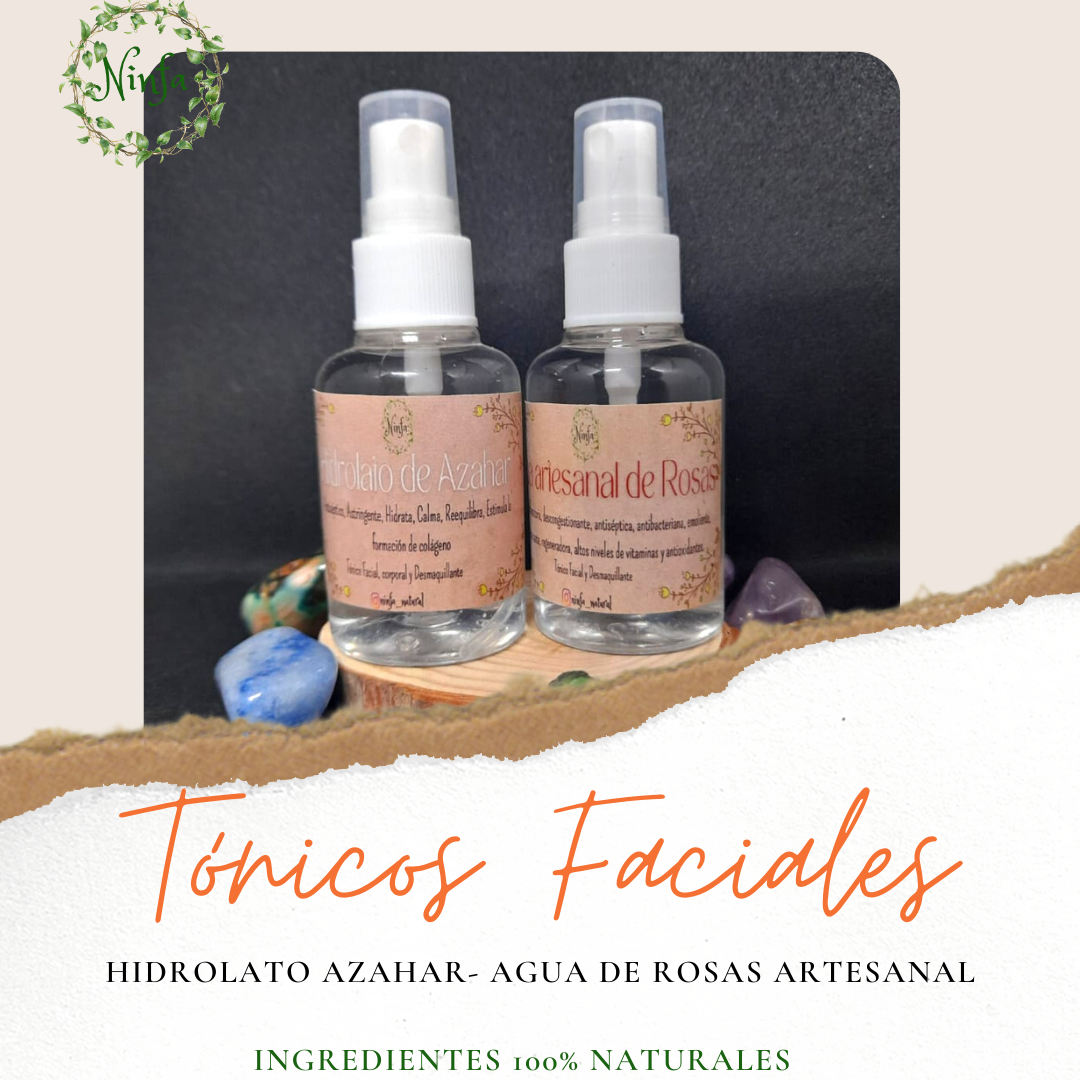 Ninfa
Ninfa
de Azahar
Astringente, Hidrata, Calma, Reequilibra, Estimula la
formación de colágeno
Tónico Facial, corporal y Desmaquillante
ninfa_natural
Ninfa
artesanal de Rosas
descongestionante, antiséptica, antibacteriana, emoliente,
regeneradora, altos niveles de vitaminas y antioxidantes
Tónico Facial y Desmaquillante
ninfa_natural
Tónicos Faciales
HIDROLATO AZAHAR- AGUA DE ROSAS ARTESANAL
INGREDIENTES 100% NATURALES